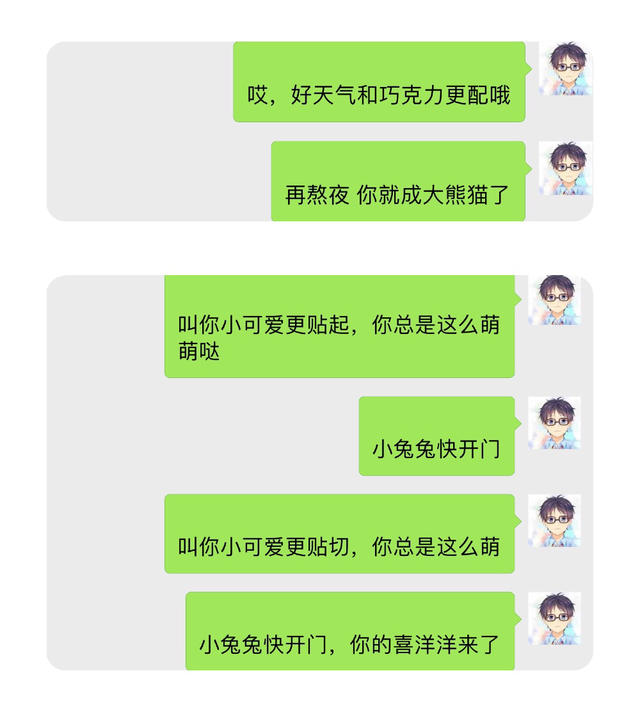 哎，好天气和巧克力更配哦
再熬夜 你就成大熊猫了
叫你小可爱更贴起，你总是这么萌
萌哒
小兔兔快开门
叫你小可爱更贴切，你总是这么萌
小兔兔快开门，你的喜洋洋来了